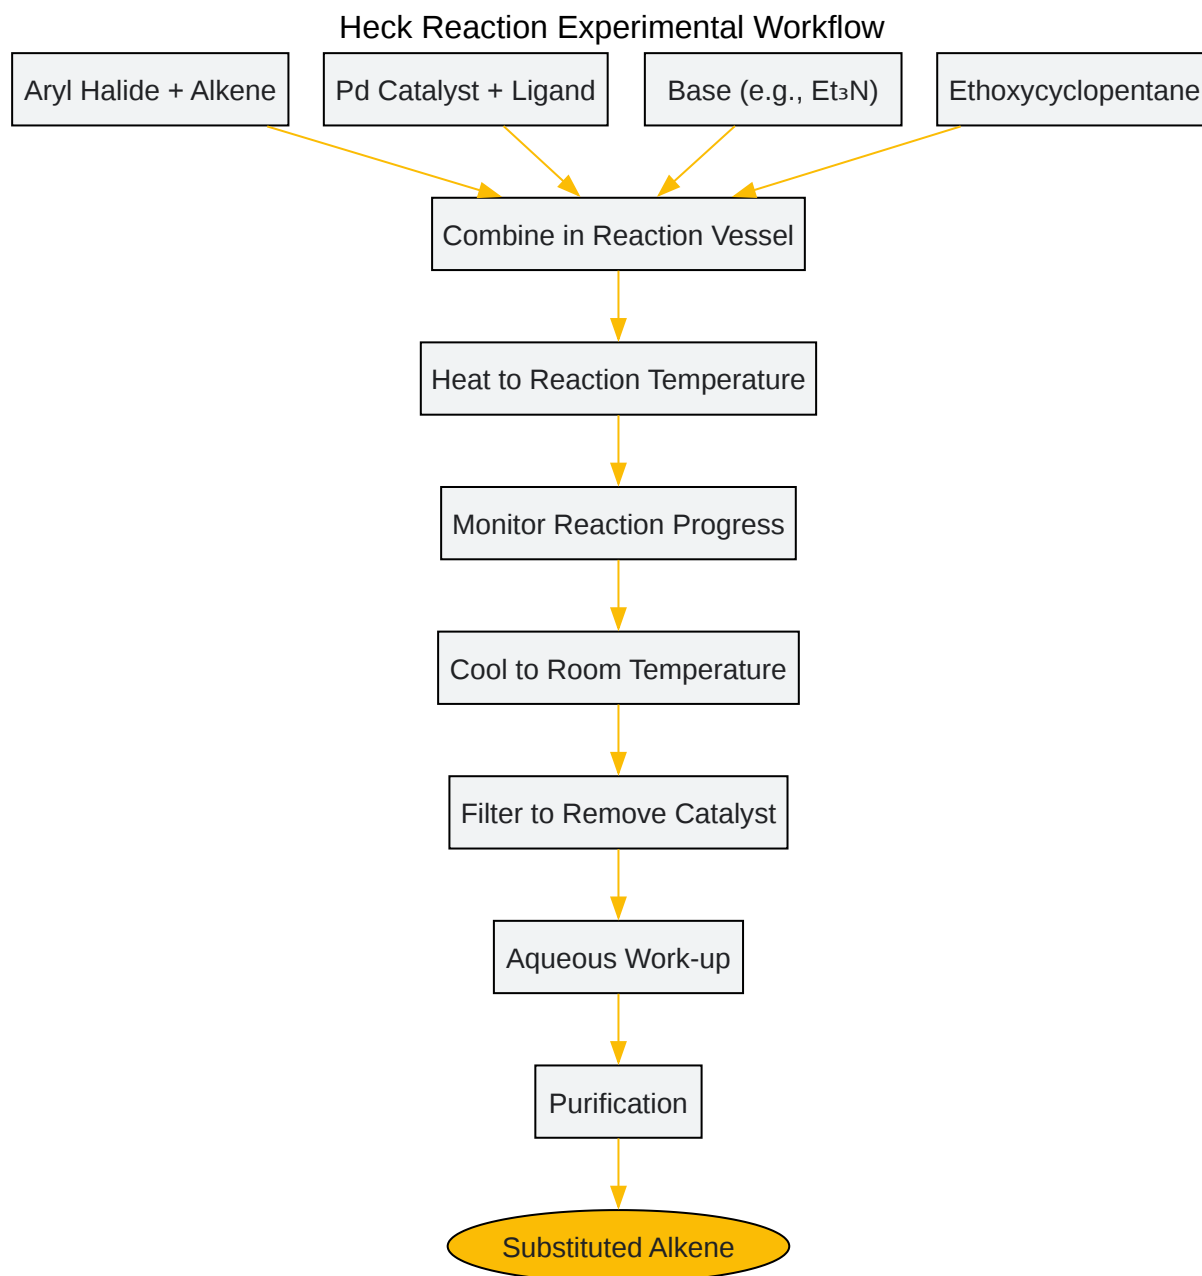 Heck Reaction Experimental Workflow
Aryl Halide + Alkene
Pd Catalyst + Ligand
Base (e.g., Et₃N)
Ethoxycyclopentane
Combine in Reaction Vessel
Heat to Reaction Temperature
Monitor Reaction Progress
Cool to Room Temperature
Filter to Remove Catalyst
Aqueous Work-up
Purification
Substituted Alkene